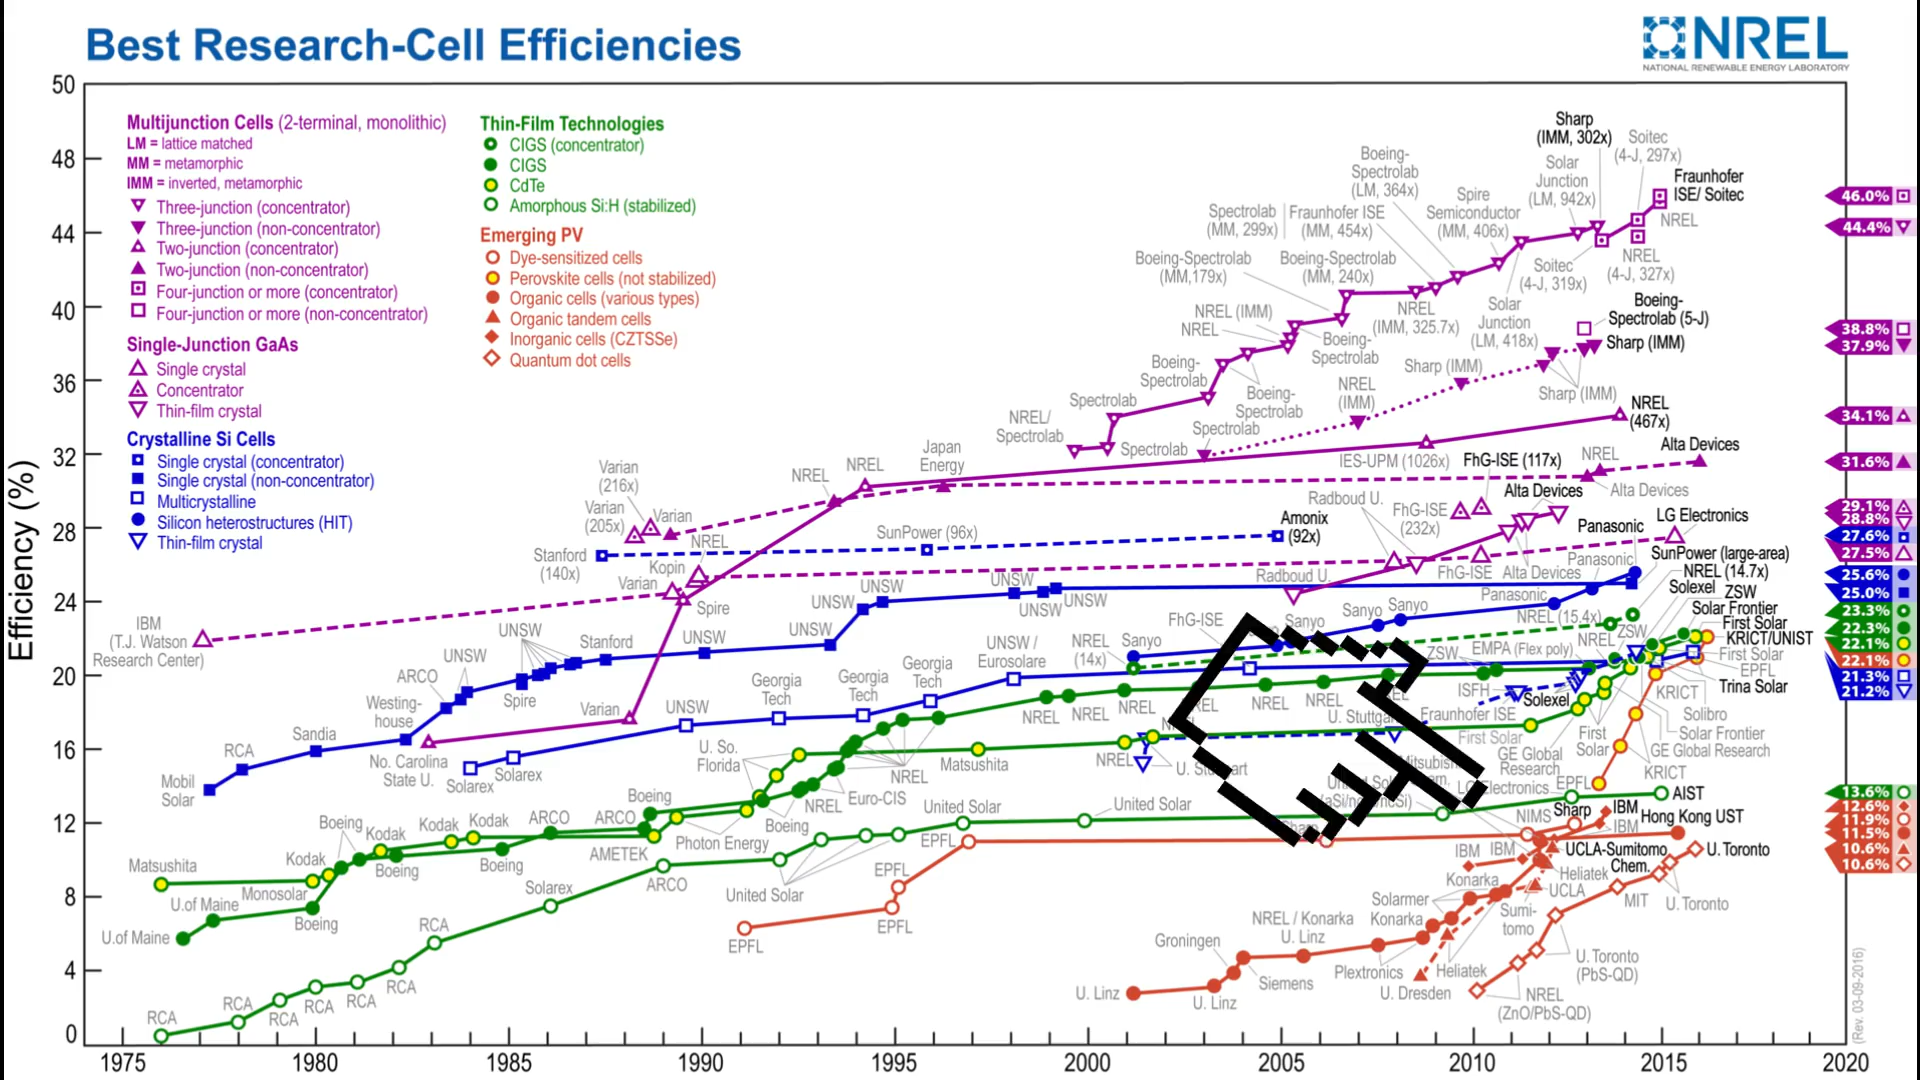 Best Research-Cell Efficiencies
NREL
NATIONAL RENEWABLE ENERGY LABORATORY
Efficiency (%)
50
48
44
40
36
32
28
24
20
16
12
8
4
0
1975
1980
1985
1990
1995
2000
2005
2010
2015
2020
Multijunction Cells (2-terminal, monolithic)
LM = lattice matched
MM = metamorphic
IMM = inverted, metamorphic
Three-junction (concentrator)
Three-junction (non-concentrator)
Two-junction (concentrator)
Two-junction (non-concentrator)
Four-junction or more (concentrator)
Four-junction or more (non-concentrator)
Single-Junction GaAs
Single crystal
Concentrator
Thin-film crystal
Crystalline Si Cells
Single crystal (concentrator)
Single crystal (non-concentrator)
Multicrystalline
Silicon heterostructures (HIT)
Thin-film crystal
Thin-Film Technologies
CIGS (concentrator)
CIGS
CdTe
Amorphous Si:H (stabilized)
Emerging PV
Dye-sensitized cells
Perovskite cells (not stabilized)
Organic cells (various types)
Organic tandem cells
Inorganic cells (CZTSSe)
Quantum dot cells
Sharp
(IMM, 302x)
Soitec
(4-J, 297x)
Fraunhofer
ISE/ Soitec
NREL
NREL
(4-J, 327x)
Soitec
(4-J, 319x)
Solar
Junction
(LM, 942x)
Boeing-
Spectrolab
(LM, 364x)
Spire
Semiconductor
(MM, 406x)
Spectrolab
(MM, 299x)
Fraunhofer ISE
(MM, 454x)
Boeing-Spectrolab
(MM,179x)
Boeing-Spectrolab
(MM, 240x)
NREL
(IMM, 325.7x)
Solar
Junction
(LM, 418x)
Boeing-
Spectrolab (5-J)
Sharp (IMM)
Sharp (IMM)
Sharp (IMM)
NREL (IMM)
NREL
Boeing-
Spectrolab
Boeing-
Spectrolab
Boeing-
Spectrolab
NREL
(IMM)
Spectrolab
NREL/
Spectrolab
Spectrolab
Spectrolab
NREL
(467x)
IES-UPM (1026x)
FhG-ISE (117x)
Alta Devices
NREL
Alta Devices
Japan
Energy
NREL
NREL
Varian
(216x)
Varian
(205x)
Varian
NREL
Kopin
Varian
Spire
Stanford
(140x)
SunPower (96x)
Amonix
(92x)
Radboud U.
FhG-ISE
(232x)
Alta Devices
Panasonic
LG Electronics
FhG-ISE
Alta Devices
Panasonic
Radboud U.
SunPower (large-area)
NREL (14.7x)
Solexel
ZSW
Solar Frontier
First Solar
KRICT/UNIST
First Solar
EPFL
Trina Solar
IBM
(T.J. Watson
Research Center)
UNSW
UNSW
UNSW
UNSW
UNSW
Panasonic
NREL (15.4x)
Sanyo
Sanyo
Sanyo
Sanyo
FhG-ISE
NREL
(14x)
ZSW
EMPA (Flex poly)
NREL
ZSW
ARCO
UNSW
UNSW
Stanford
UNSW
UNSW
Spire
Westing-
house
Sandia
RCA
Mobil
Solar
No. Carolina
State U.
Varian
Solarex
Solarex
Georgia
Tech
Georgia
Tech
Georgia
Tech
UNSW /
Eurosolare
NREL
NREL
NREL
NREL
NREL
ISFH
Solexel
Fraunhofer ISE
U. Stuttgart
NREL
First Solar
GE Global
Research
First
Solar
KRICT
Solibro
Solar Frontier
GE Global Research
KRICT
EPFL
U. So.
Florida
NREL
Matsushita
Euro-CIS
NREL
Boeing
Photon Energy
Boeing
ARCO
ARCO
AMETEK
United Solar
United Solar
United Solar
ARCO
Solarex
Boeing
Kodak
Kodak
Kodak
Kodak
Boeing
Boeing
Boeing
Monosolar
Matsushita
U.of Maine
U.of Maine
RCA
RCA
RCA
RCA
RCA
RCA
RCA
EPFL
EPFL
EPFL
EPFL
AIST
NIMS
Sharp
IBM
Hong Kong UST
IBM
IBM
IBM
UCLA-Sumitomo
Chem.
U. Toronto
Heliatek
UCLA
Konarka
Solarmer
Konarka
Sumi-
tomo
MIT
U. Toronto
U. Toronto
(PbS-QD)
NREL
(ZnO/PbS-QD)
NREL / Konarka
U. Linz
Groningen
Siemens
U. Linz
U. Linz
Plextronics
Heliatek
U. Dresden
46.0%
44.4%
38.8%
37.9%
34.1%
31.6%
29.1%
28.8%
27.6%
27.5%
25.6%
25.0%
23.3%
22.3%
22.1%
22.1%
21.3%
21.2%
13.6%
12.6%
11.9%
11.5%
10.6%
10.6%
(Rev. 03-09-2016)